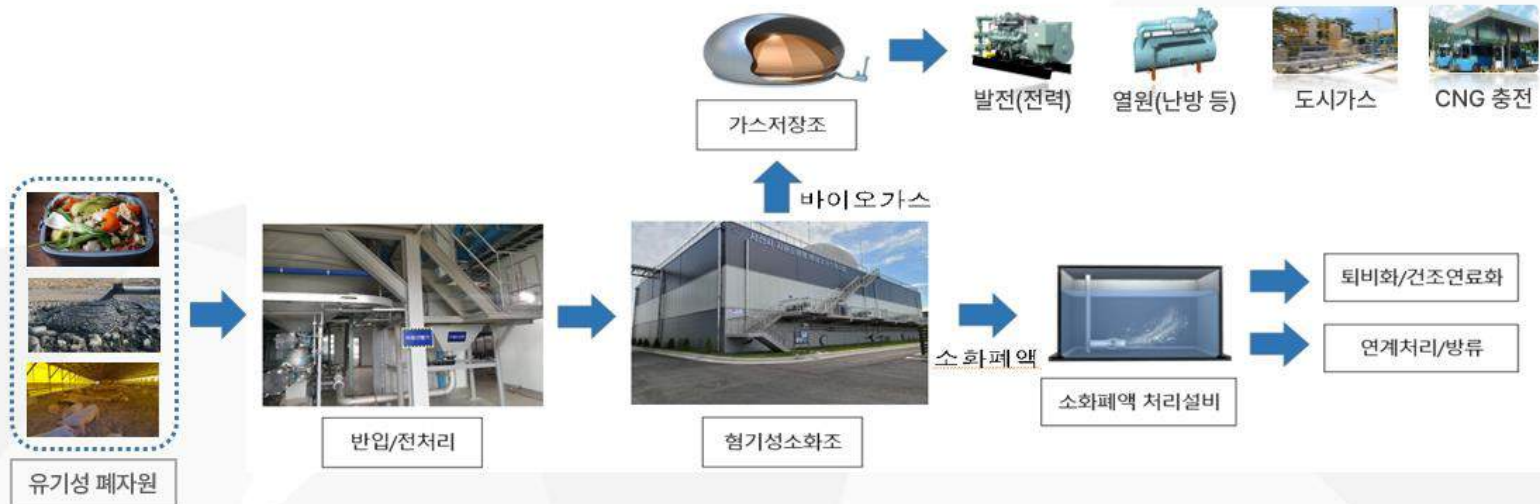 가스저장조
발전(전력)
열원(난방 등)
도시가스
CNG 충전
바이오가스
유기성 폐자원
반입/전처리
혐기성소화조
소화폐액
소화폐액 처리설비
퇴비화/건조연료화
연계처리/방류